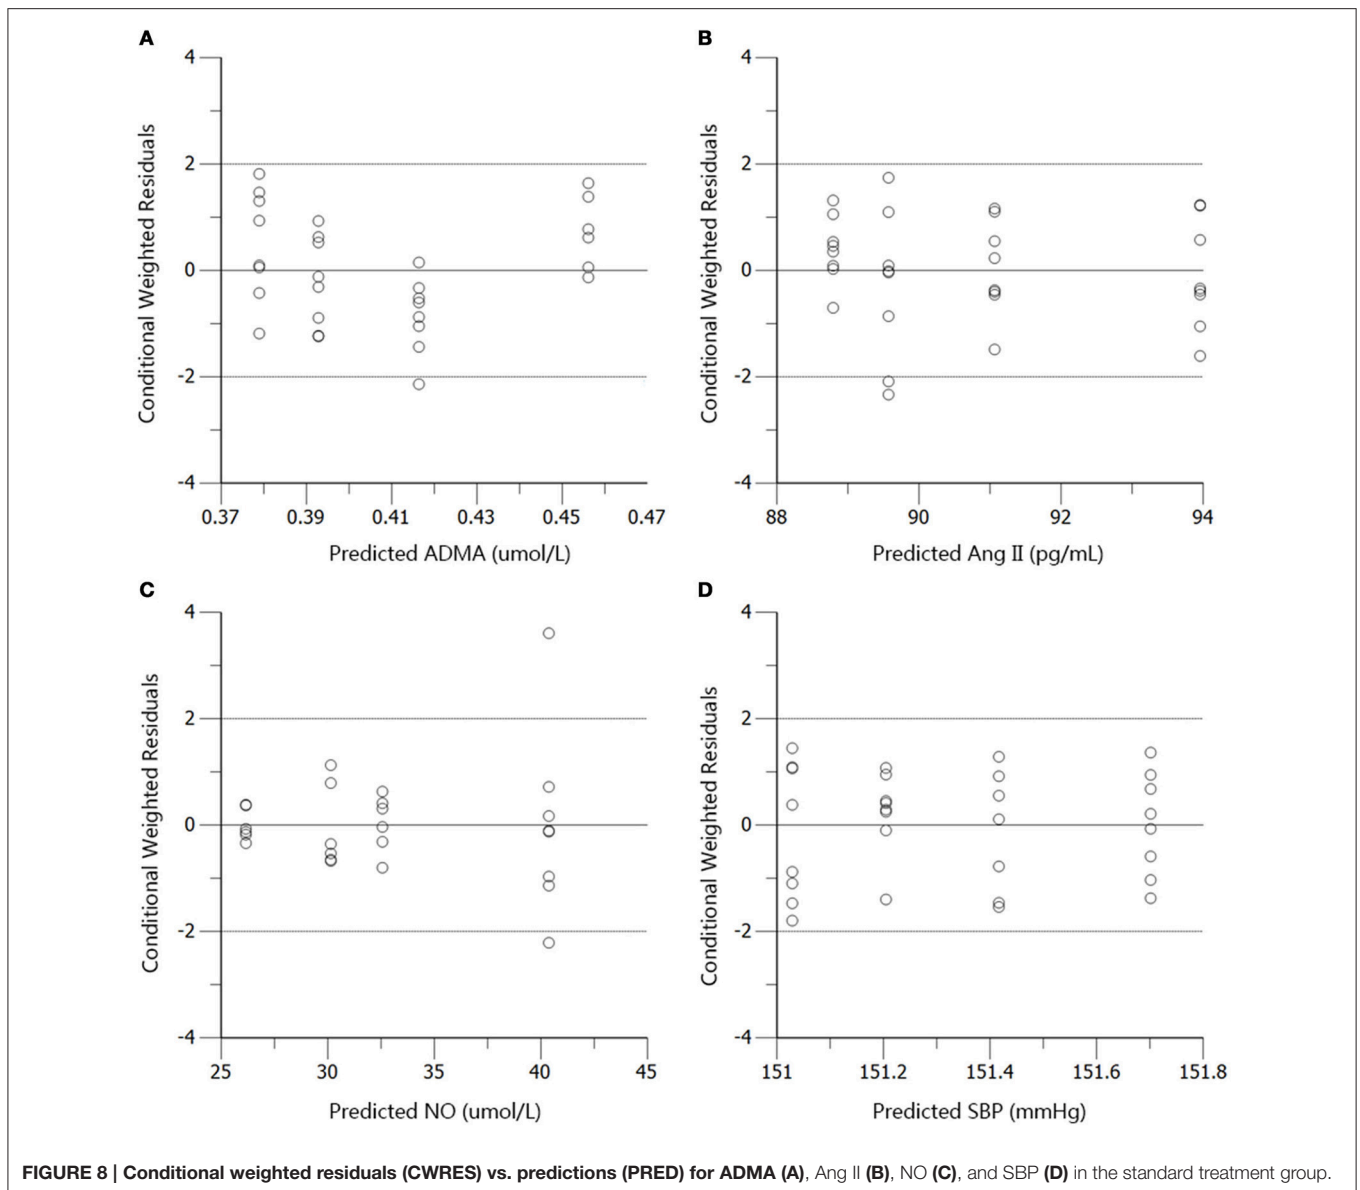 A
4
2
0
-2
-4
Conditional Weighted Residuals
0.37 0.39 0.41 0.43 0.45 0.47
Predicted ADMA (umol/L)
B
4
2
0
-2
-4
Conditional Weighted Residuals
88 90 92 94
Predicted Ang II (pg/mL)
C
4
2
0
-2
-4
Conditional Weighted Residuals
25 30 35 40 45
Predicted NO (umol/L)
D
4
2
0
-2
-4
Conditional Weighted Residuals
151 151.2 151.4 151.6 151.8
Predicted SBP (mmHg)
FIGURE 8 | Conditional weighted residuals (CWRES) vs. predictions (PRED) for ADMA (A), Ang II (B), NO (C), and SBP (D) in the standard treatment group.